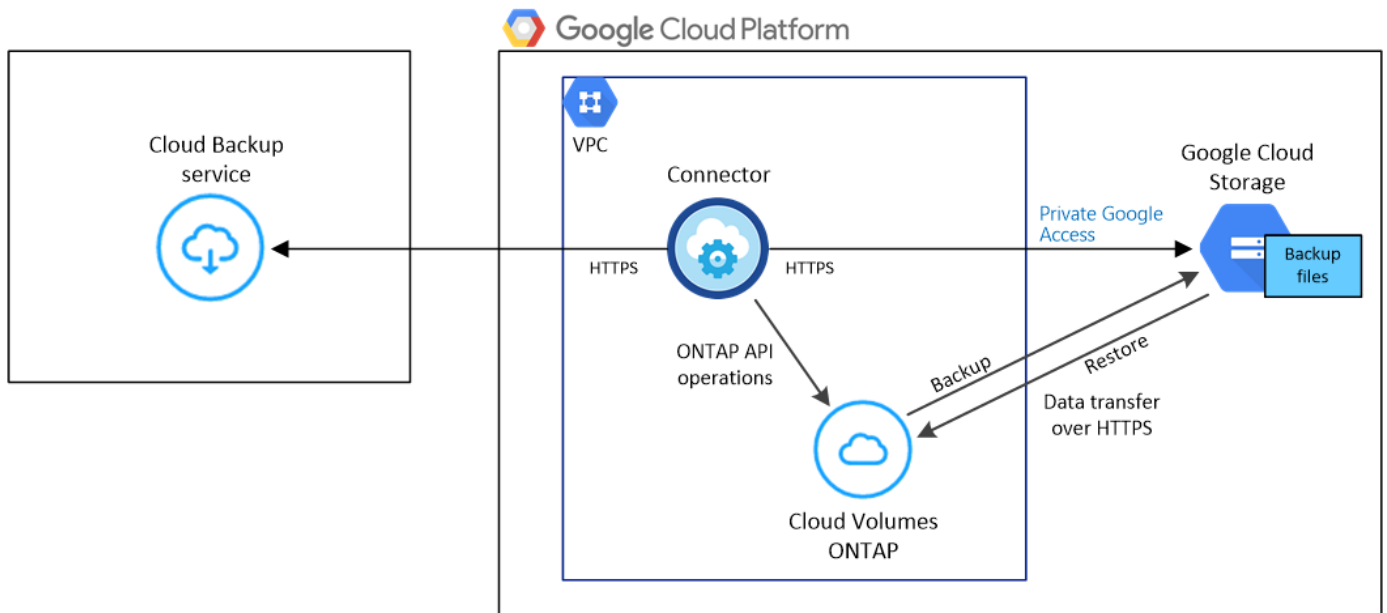 Google Cloud Platform
Cloud Backup
service
VPC
Connector
HTTPS
HTTPS
Private Google
Access
Google Cloud
Storage
Backup
files
ONTAP API
operations
Backup
Restore
Data transfer
over HTTPS
Cloud Volumes
ONTAP